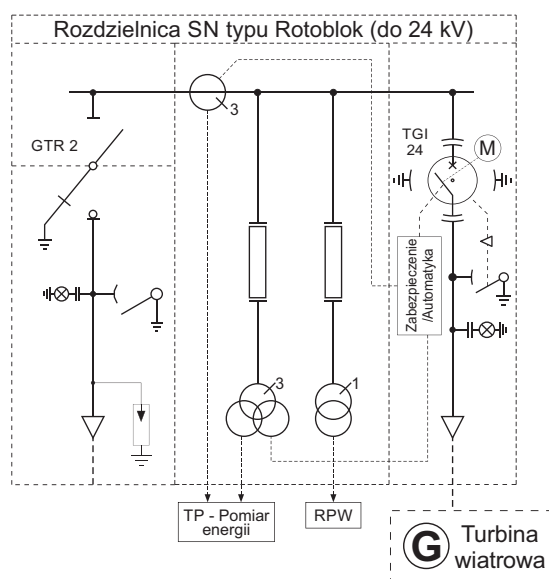 Rozdzielnica SN typu Rotoblok (do 24 kV)
3
GTR 2
TGI
24
M
Zabezpieczenie
/Automatyka
3
1
TP - Pomiar
energii
RPW
G
Turbina
wiatrowa